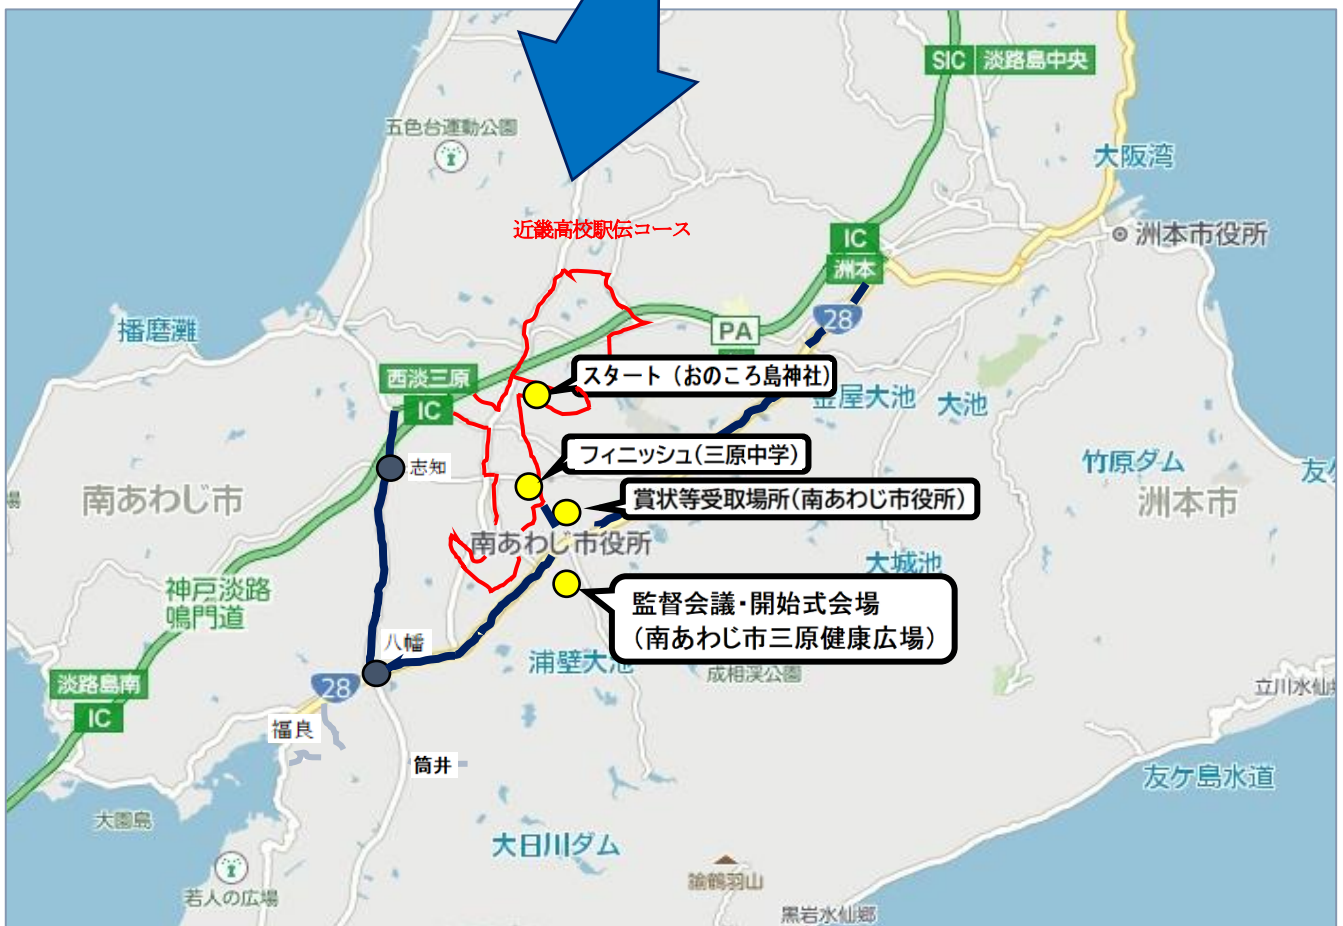 SIC 淡路島中央
五色台運動公園
大阪湾
近畿高校駅伝コース
IC
洲本
洲本市役所
28
播磨灘
PA
西淡三原
IC
スタート（おのころ島神社）
金屋大池
大池
志知
フィニッシュ(三原中学)
竹原ダム
南あわじ市
賞状等受取場所(南あわじ市役所)
洲本市
南あわじ市役所
大城池
神戸淡路
鳴門道
監督会議・開始式会場
（南あわじ市三原健康広場）
八幡
浦壁大池
成相渓公園
淡路島南
IC
28
立川水仙
福良
筒井
友ケ島水道
大園島
大日川ダム
諭鶴羽山
若人の広場
黒岩水仙郷